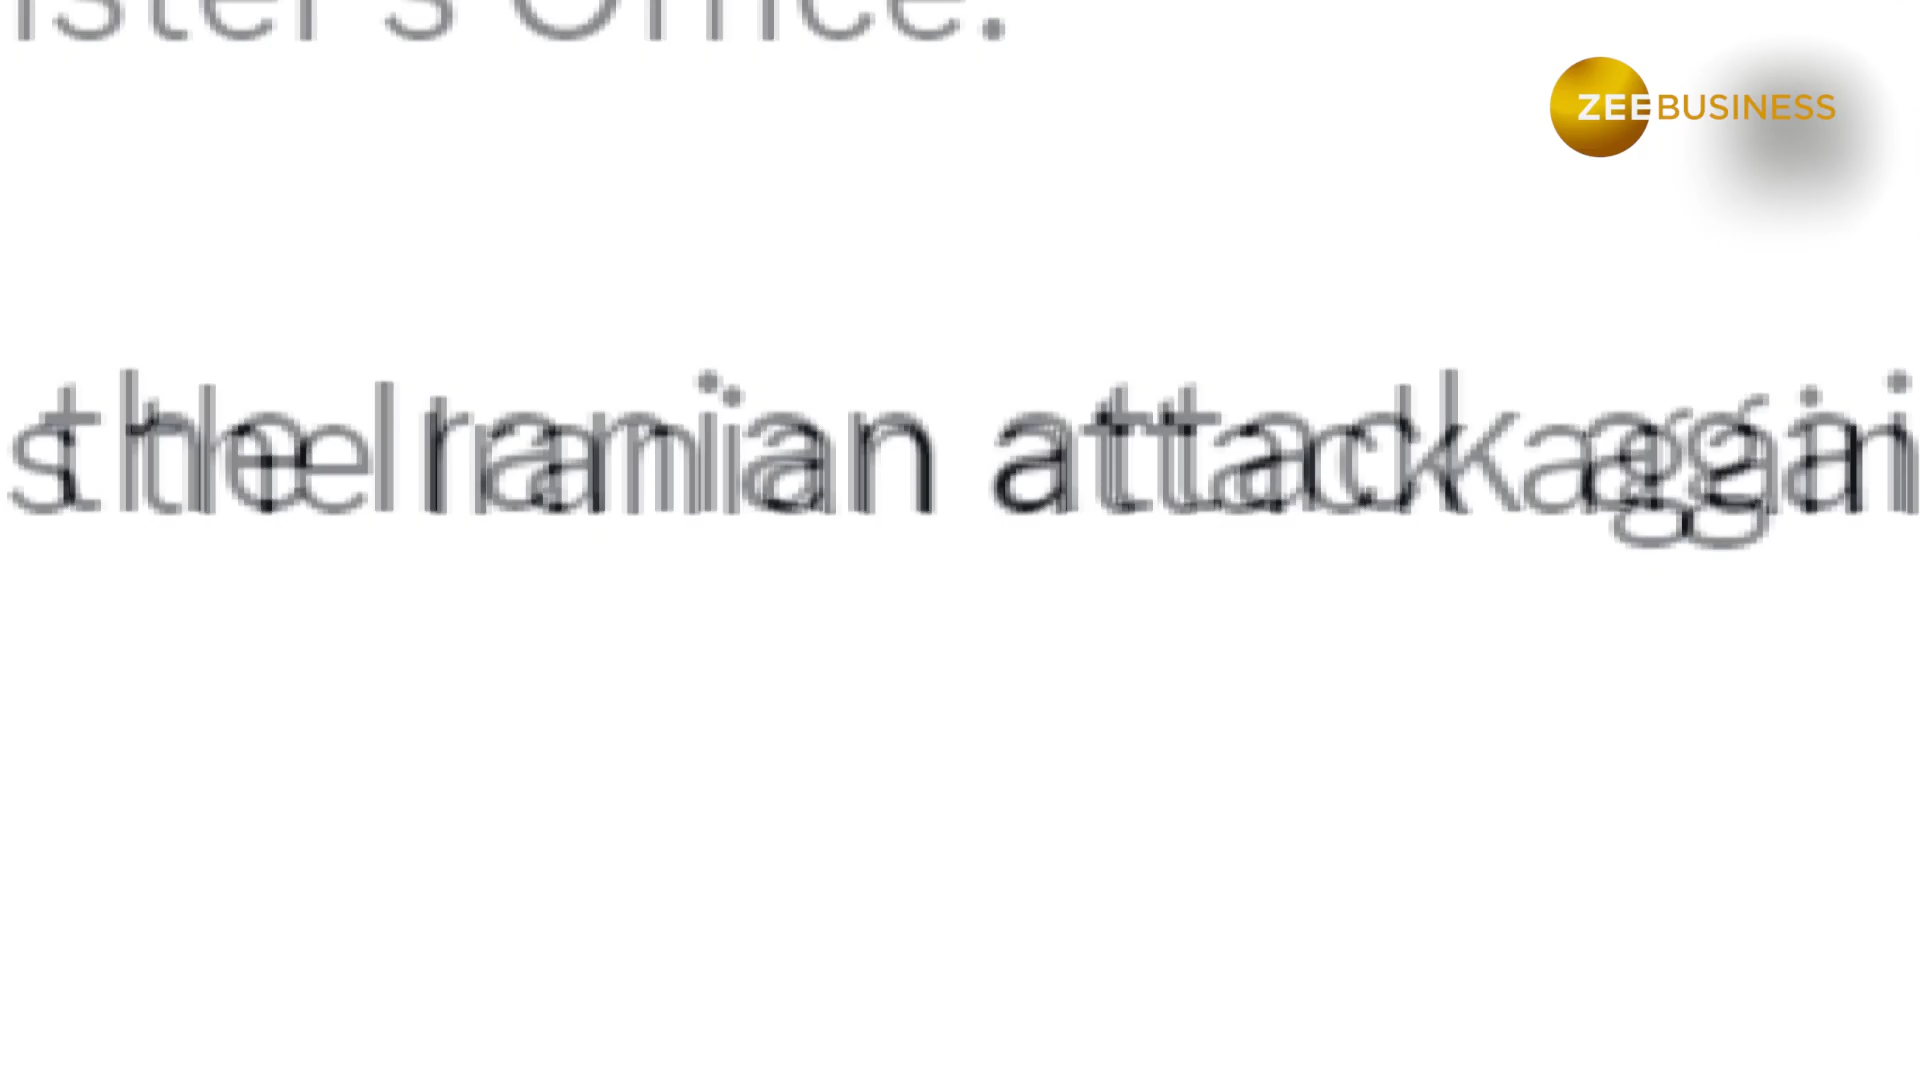 ister's Office.
ZEEBUSINESS
the Iranian attack agai